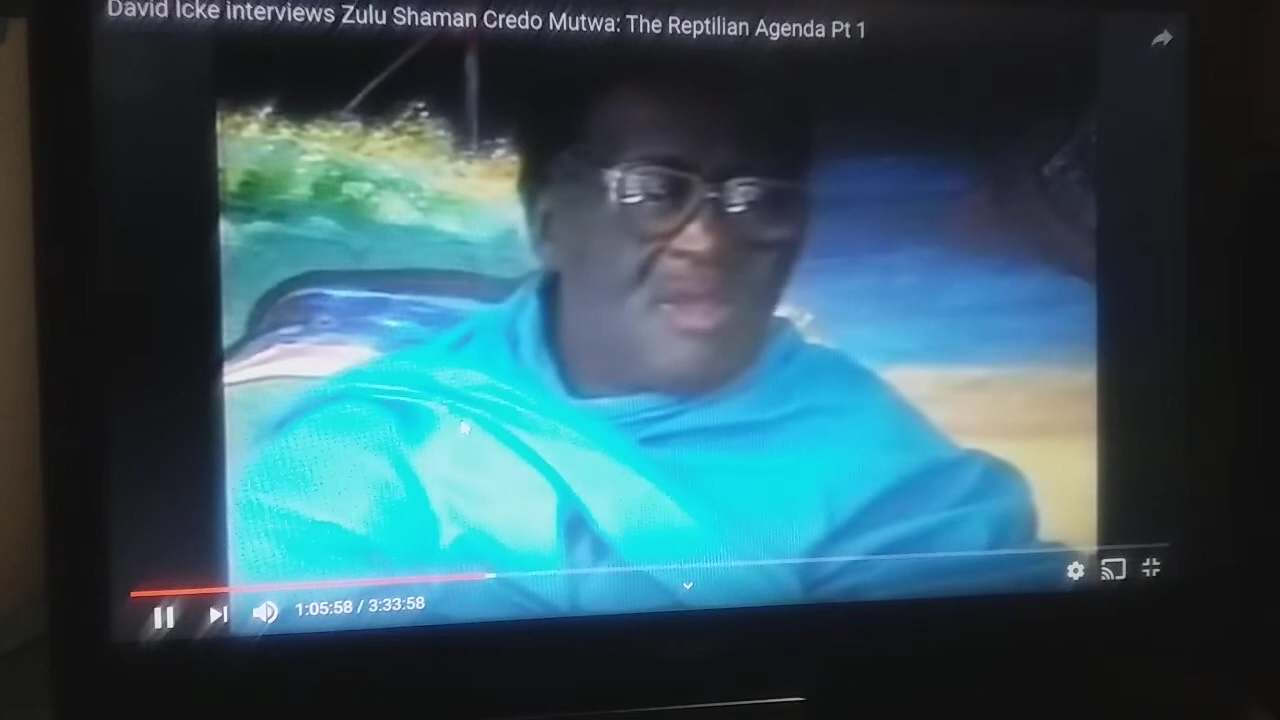 David Icke interviews Zulu Shaman Credo Mutwa: The Reptilian Agenda Pt 1
1:05:58 / 3:33:58